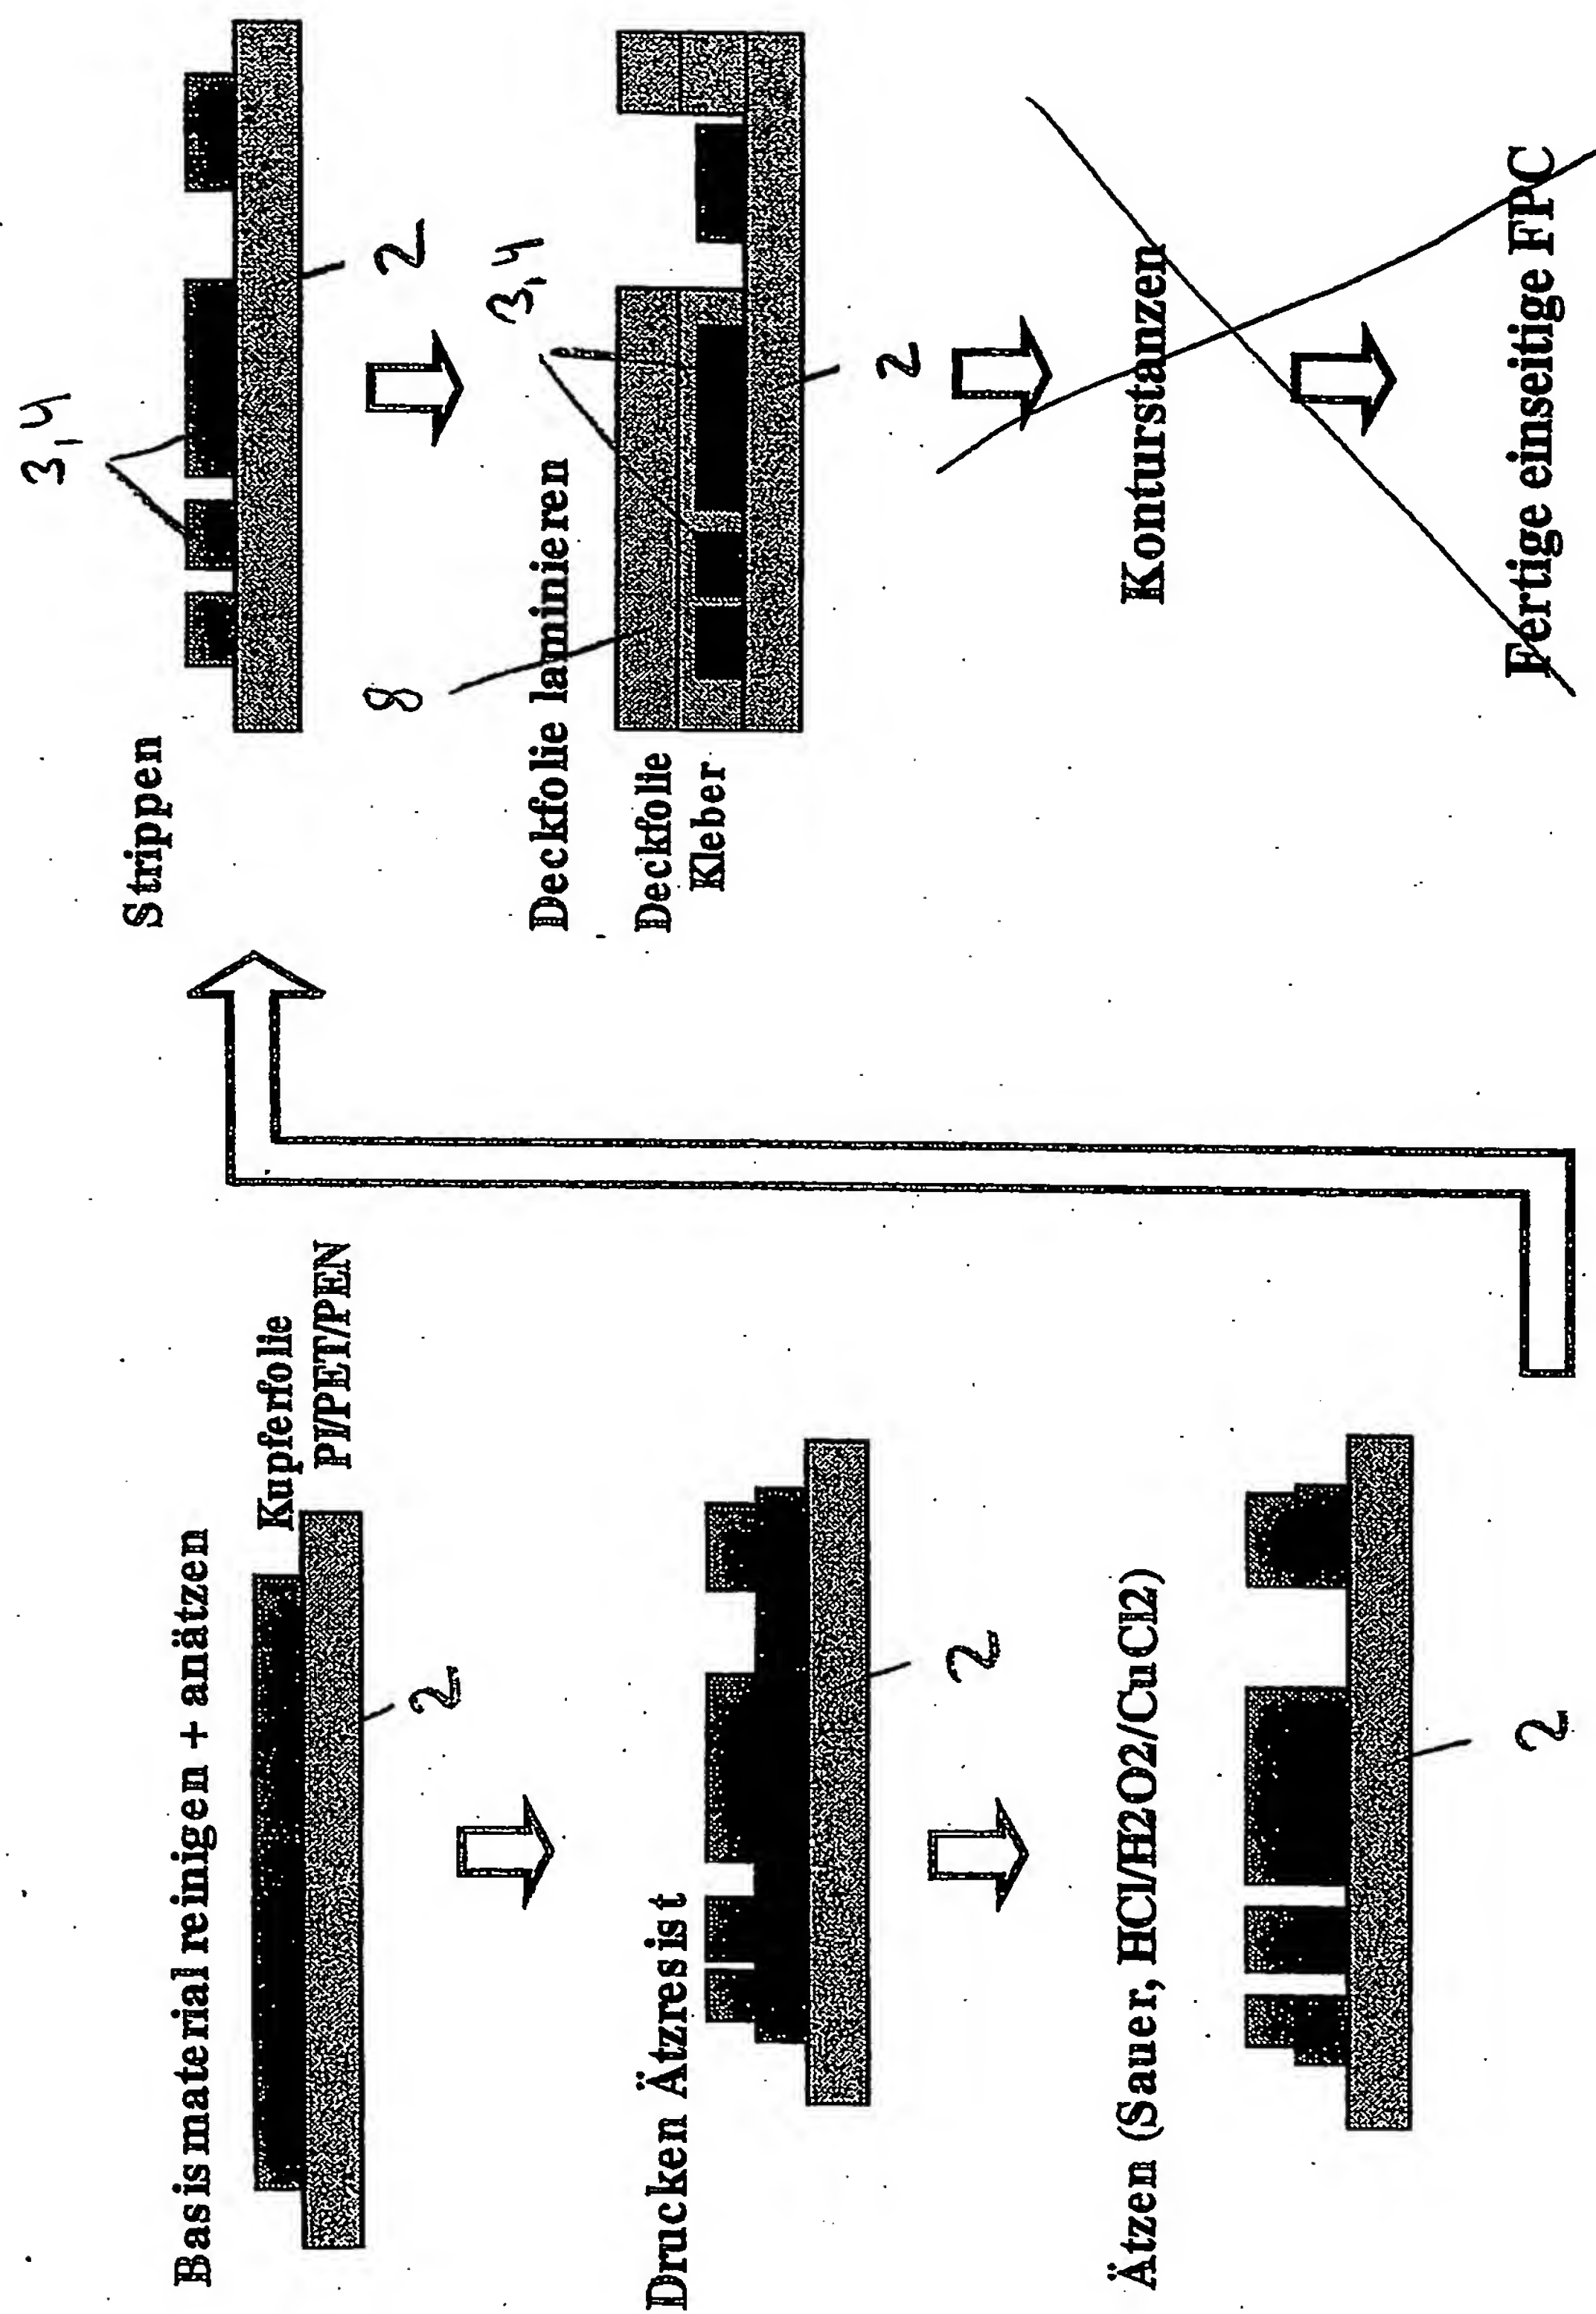 Basismaterial reinigen + anätzen
Kupferfolie
PI/PET/PEN
2
Drucken Ätzresist
2
Ätzen (Sauer, HCl/H2O2/CuCl2)
2
Strippen
3,4
2
Deckfolie laminieren
8
3,4
Deckfolie
Kleber
2
Konturstanzen
Fertige einseitige FPC